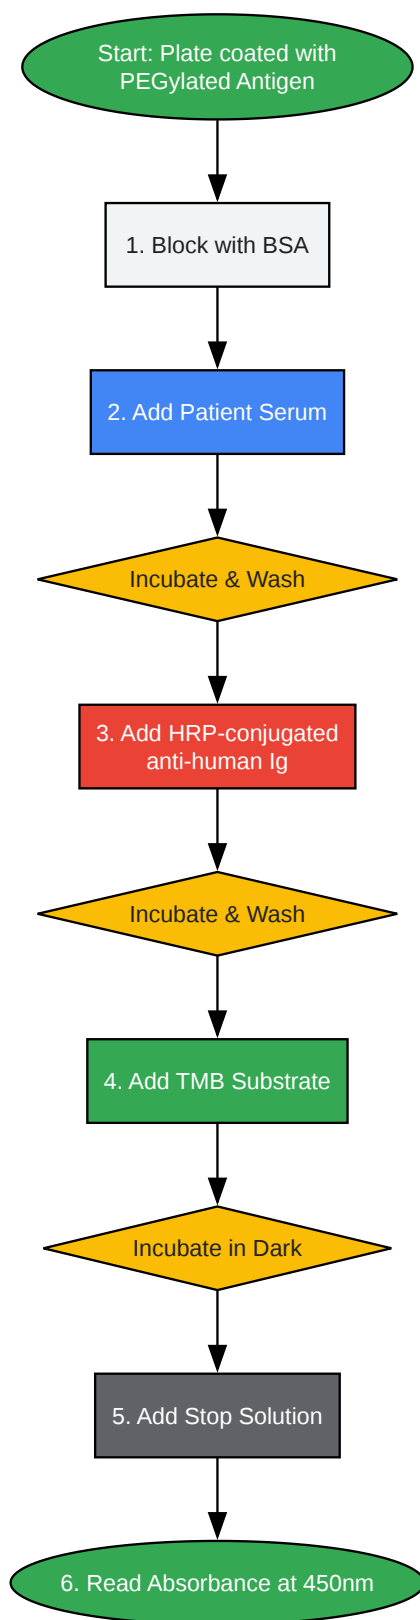 Start: Plate coated with
PEGylated Antigen
1. Block with BSA
2. Add Patient Serum
Incubate & Wash
3. Add HRP-conjugated
anti-human Ig
Incubate & Wash
4. Add TMB Substrate
Incubate in Dark
5. Add Stop Solution
6. Read Absorbance at 450nm